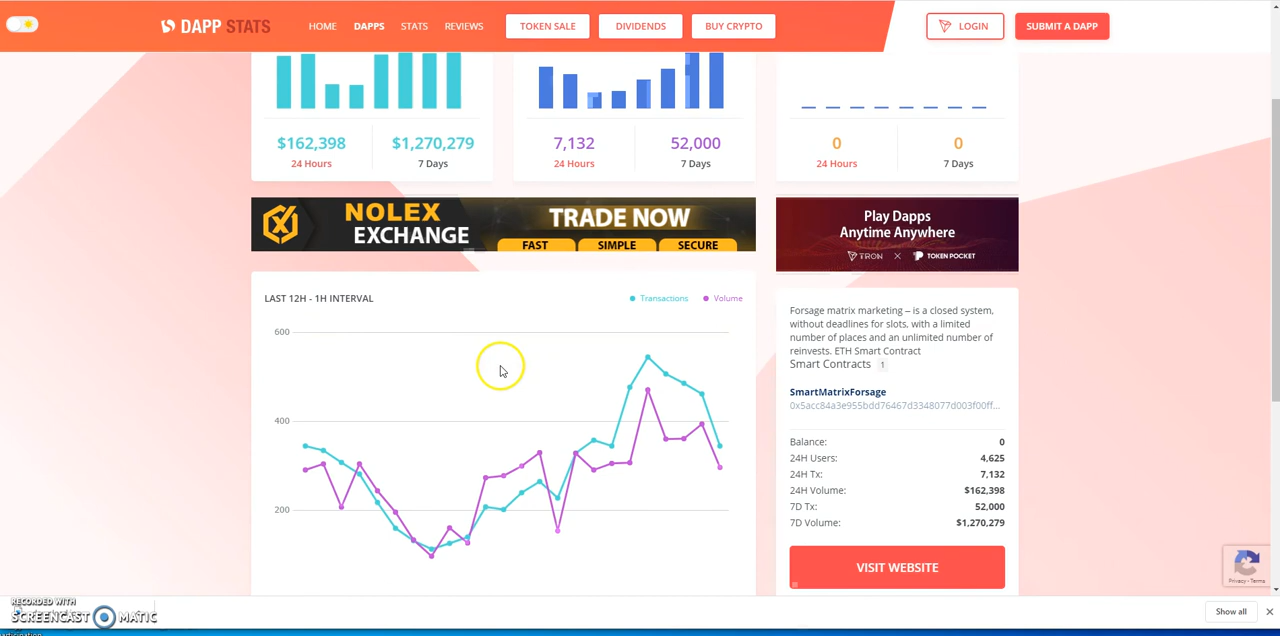 DAPP STATS
HOME
DAPPS
STATS
REVIEWS
TOKEN SALE
DIVIDENDS
BUY CRYPTO
LOGIN
SUBMIT A DAPP
$162,398
24 Hours
$1,270,279
7 Days
7,132
24 Hours
52,000
7 Days
0
24 Hours
0
7 Days
NOLEX
EXCHANGE
TRADE NOW
FAST
SIMPLE
SECURE
Play Dapps
Anytime Anywhere
TRON X TOKEN POCKET
LAST 12H - 1H INTERVAL
Transactions
Volume
600
400
200
Forsage matrix marketing – is a closed system,
without deadlines for slots, with a limited
number of places and an unlimited number of
reinvests. ETH Smart Contract
Smart Contracts 1
SmartMatrixForsage
0x5acc84a3e955bdd76467d3348077d003f00ff...
Balance: 0
24H Users: 4,625
24H Tx: 7,132
24H Volume: $162,398
7D Tx: 52,000
7D Volume: $1,270,279
VISIT WEBSITE
Privacy - Terms
RECORDED WITH
SCREENCAST MATIC
Show all